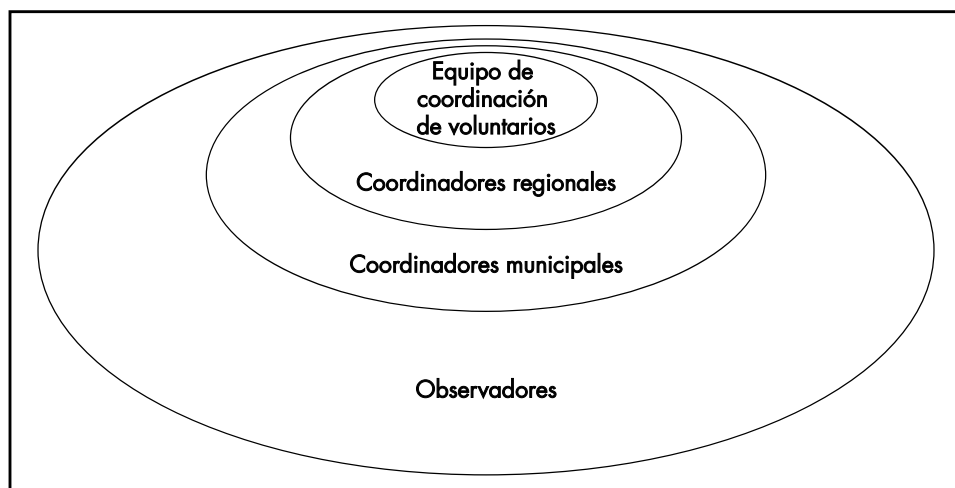 Equipo de
coordinación
de voluntarios
Coordinadores regionales
Coordinadores municipales
Observadores